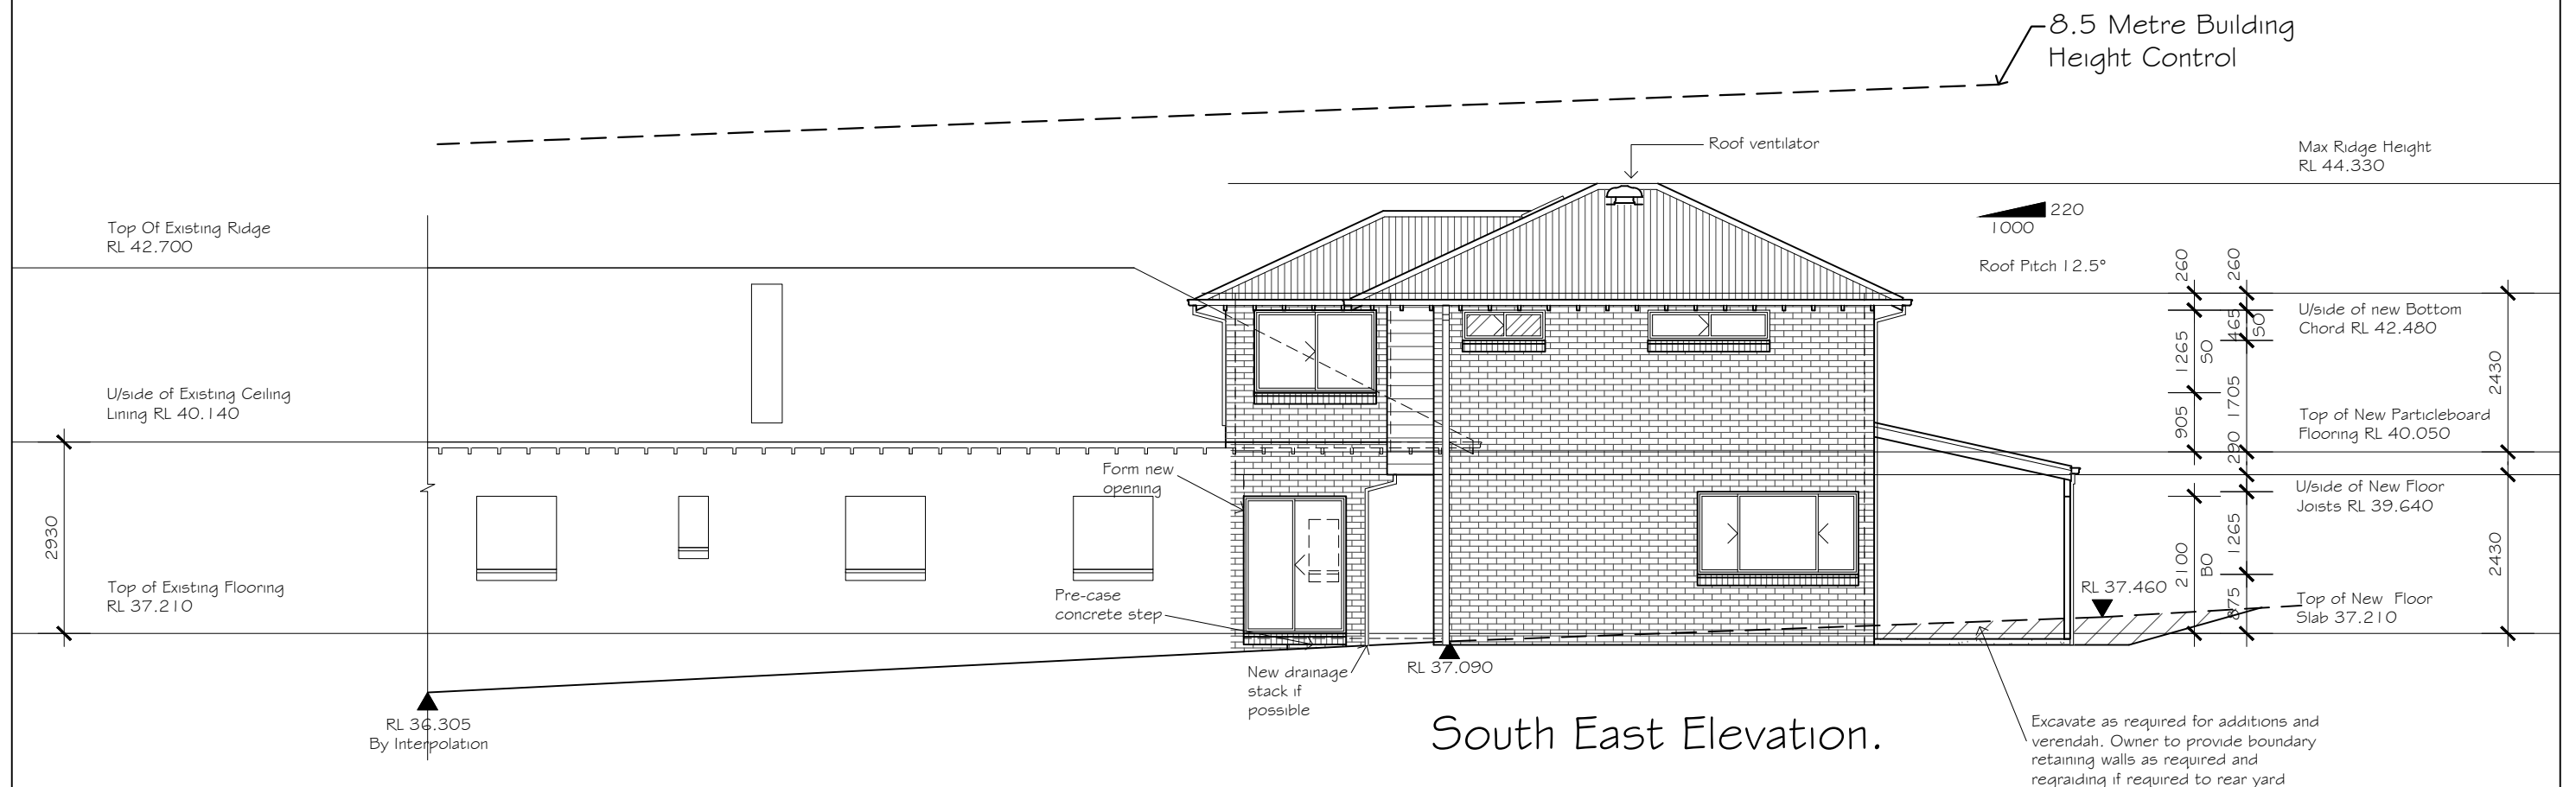 8.5 Metre Building
Height Control
Roof ventilator
Max Ridge Height
RL 44.330
220
1000
Roof Pitch 12.5°
Top Of Existing Ridge
RL 42.700
U/side of Existing Ceiling
Lining RL 40.140
2930
Top of Existing Flooring
RL 37.210
Form new
opening
Pre-case
concrete step
New drainage
stack if
possible
RL 36.305
By Interpolation
RL 37.090
RL 37.460
260
1265
SO
905
2100
BO
260
465
SO
1705
290
1265
875
2430
2430
U/side of new Bottom
Chord RL 42.480
Top of New Particleboard
Flooring RL 40.050
U/side of New Floor
Joists RL 39.640
Top of New Floor
Slab 37.210
South East Elevation.
Excavate as required for additions and
verendah. Owner to provide boundary
retaining walls as required and
regraiding if required to rear yard